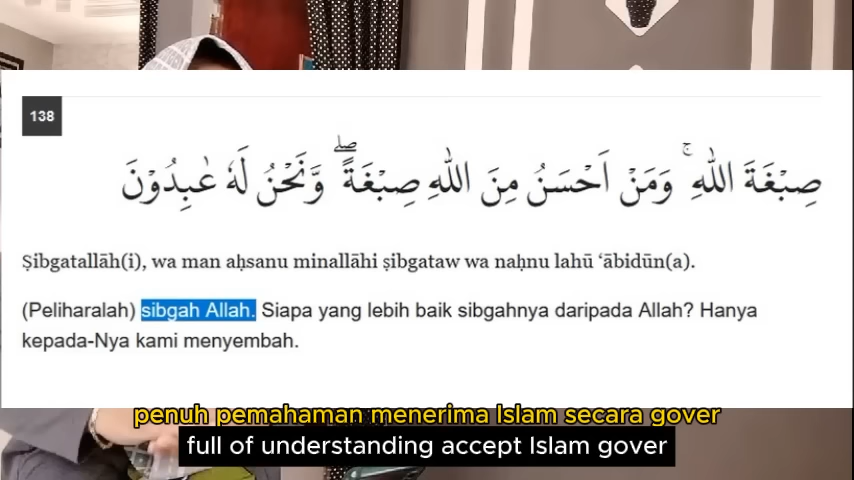 138
صِبْغَةَ اللّٰهِ ۚ وَمَنْ اَحْسَنُ مِنَ اللّٰهِ صِبْغَةً ۖ وَّنَحْنُ لَهٗ عٰبِدُوْنَ
Ṣibgatallāh(i), wa man aḥsanu minallāhi ṣibgataw wa naḥnu lahū ‘ābidūn(a).
(Peliharalah) sibgah Allah. Siapa yang lebih baik sibgahnya daripada Allah? Hanya
kepada-Nya kami menyembah.
penuh pemahaman menerima Islam secara gover
full of understanding accept Islam gover